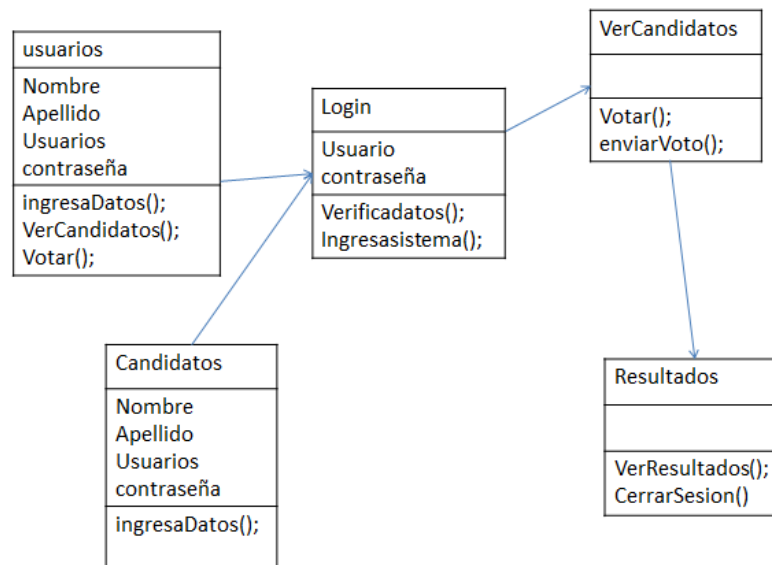 usuarios
Nombre
Apellido
Usuarios
contraseña
ingresaDatos();
VerCandidatos();
Votar();
Login
Usuario
contraseña
Verificadatos();
Ingresasistema();
VerCandidatos
Votar();
enviarVoto();
Candidatos
Nombre
Apellido
Usuarios
contraseña
ingresaDatos();
Resultados
VerResultados();
CerrarSesion()